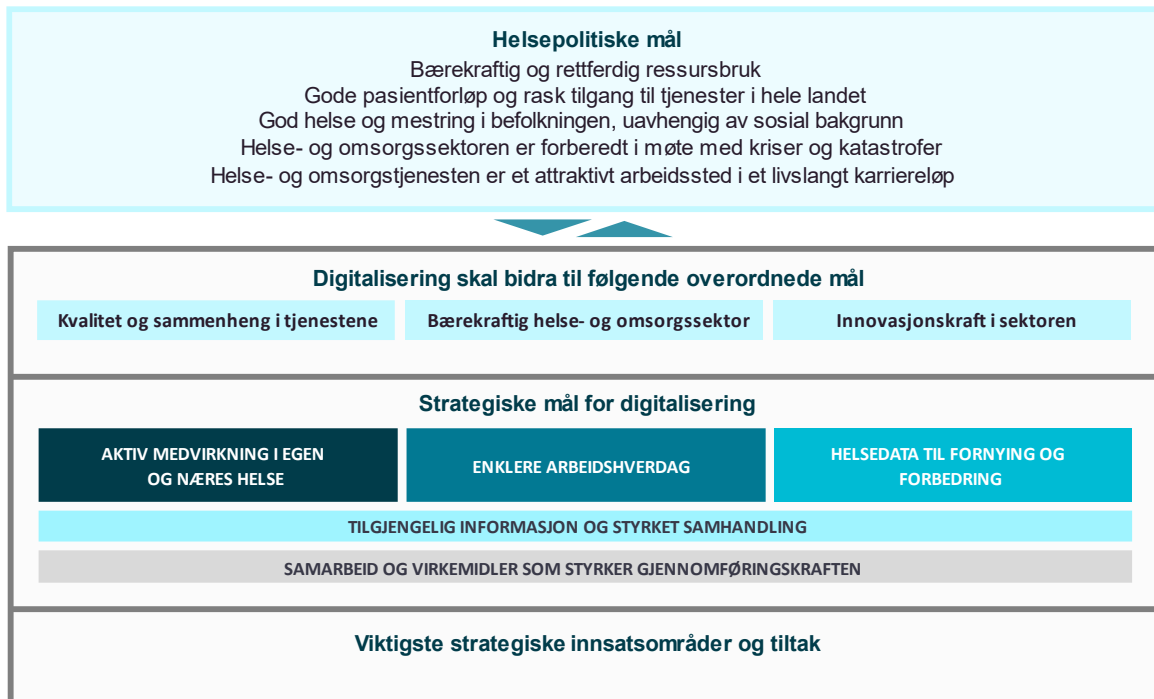 Helsepolitiske mål
Bærekraftig og rettferdig ressursbruk
Gode pasientforløp og rask tilgang til tjenester i hele landet
God helse og mestring i befolkningen, uavhengig av sosial bakgrunn
Helse- og omsorgssektoren er forberedt i møte med kriser og katastrofer
Helse- og omsorgstjenesten er et attraktivt arbeidssted i et livslangt karriereløp
Digitalisering skal bidra til følgende overordnede mål
Kvalitet og sammenheng i tjenestene
Bærekraftig helse- og omsorgssektor
Innovasjonskraft i sektoren
Strategiske mål for digitalisering
AKTIV MEDVIRKNING I EGEN
OG NÆRES HELSE
ENKLERE ARBEIDSHVERDAG
HELSEDATA TIL FORNYING OG
FORBEDRING
TILGJENGELIG INFORMASJON OG STYRKET SAMHANDLING
SAMARBEID OG VIRKEMIDLER SOM STYRKER GJENNOMFØRINGSKRAFTEN
Viktigste strategiske innsatsområder og tiltak